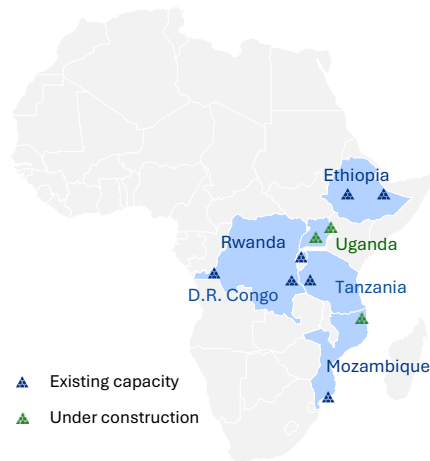 Ethiopia
Rwanda
Uganda
D.R. Congo
Tanzania
Mozambique
Existing capacity
Under construction